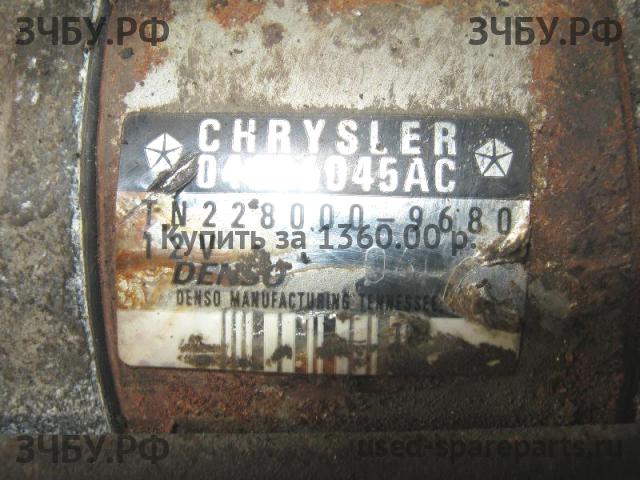 ЗЧБУ.РФ
ЗЧБУ.РФ
CHRYSLER
045AC
TN228000-9680
Купить за 1360.00 р.
12V
DENSO
DENSO MANUFACTURING TENNESSEE
ЗЧБУ.РФ
used-spareparts.ru